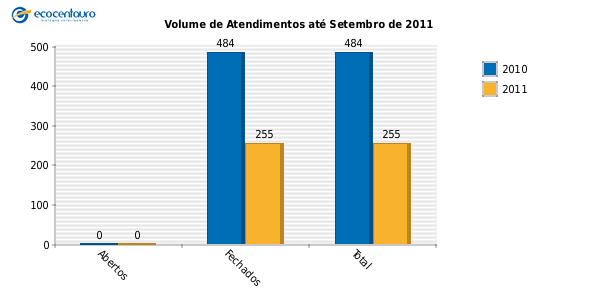 ecocentauro
Volume de Atendimentos até Setembro de 2011
500
400
300
200
100
0
0
0
484
255
484
255
Abertos
Fechados
Total
2010
2011